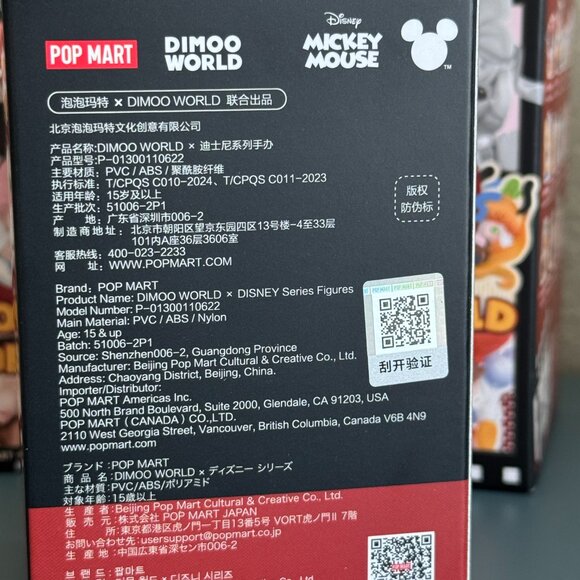 POP MART
DIMOO WORLD
Disney
MICKEY MOUSE
TM
泡泡玛特 × DIMOO WORLD 联合出品
北京泡泡玛特文化创意有限公司
产品名称:DIMOO WORLD × 迪士尼系列手办
产品型号:P-01300110622
主要材质: PVC / ABS / 聚酰胺纤维
执行标准: T/CPQS C010-2024、T/CPQS C011-2023
适用年龄: 15岁及以上
生产批次: 51006-2P1
产 地: 广东省深圳市006-2
制造商地址: 北京市朝阳区望京东园四区13号楼-4至33层
101内A座36层3606室
客服热线: 400-023-2233
网 址: WWW.POPMART.COM
版权
防伪标
Brand: POP MART
Product Name: DIMOO WORLD × DISNEY Series Figures
Model Number: P-01300110622
Main Material: PVC / ABS / Nylon
Age: 15 & up
Batch: 51006-2P1
Source: Shenzhen006-2, Guangdong Province
Manufacturer: Beijing Pop Mart Cultural & Creative Co., Ltd.
Address: Chaoyang District, Beijing, China.
Importer/Distributor:
POP MART Americas Inc.
500 North Brand Boulevard, Suite 2000, Glendale, CA 91203, USA
POP MART (CANADA) CO.,LTD.
2110 West Georgia Street, Vancouver, British Columbia, Canada V6B 4N9
www.popmart.com
POP MART
刮开验证
ブランド: POP MART
商 品 名: DIMOO WORLD × ディズニー シリーズ
主な材質: PVC/ABS/ポリアミド
対象年齢: 15歳以上
生 産 者: Beijing Pop Mart Cultural & Creative Co., Ltd.
販 売 元: 株式会社 POP MART JAPAN
住 所: 東京都港区虎ノ門一丁目13番5号 VORT虎ノ門II 7階
お問い合わせ先: usersupport@popmart.co.jp
生 産 地: 中国広東省深セン市006-2
브 랜 드: 팝마트